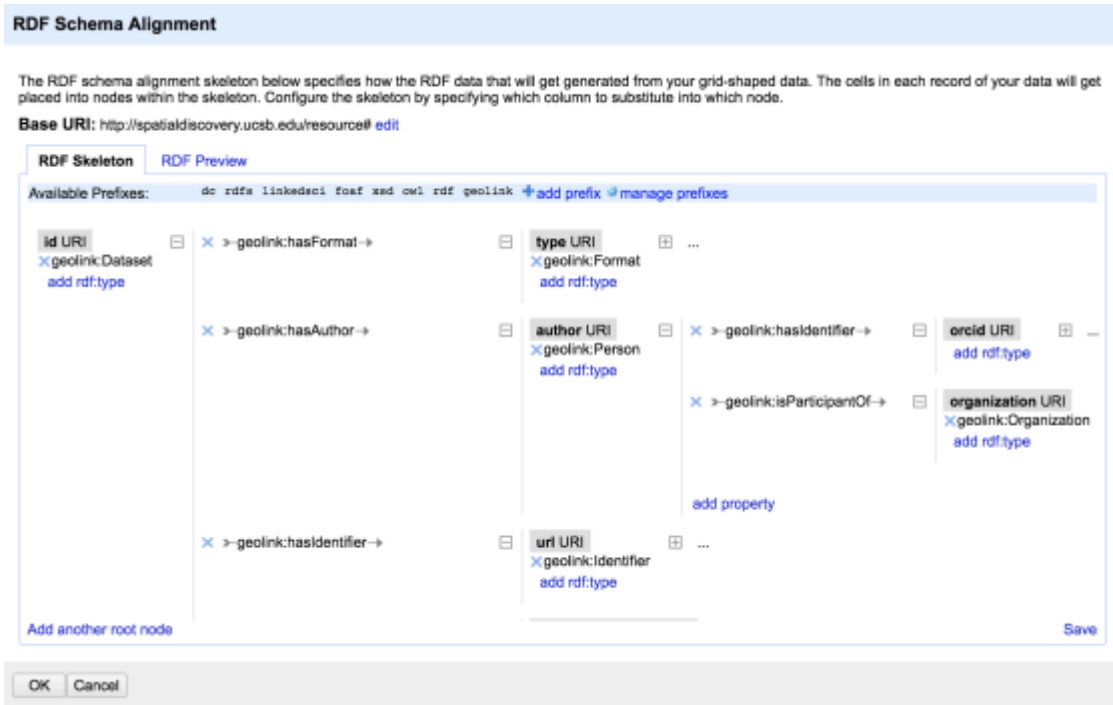 RDF Schema Alignment
The RDF schema alignment skeleton below specifies how the RDF data that will get generated from your grid-shaped data. The cells in each record of your data will get
placed into nodes within the skeleton. Configure the skeleton by specifying which column to substitute into which node.
Base URI: http://spatialdiscovery.ucsb.edu/resource# edit
RDF Skeleton RDF Preview
Available Prefixes: dc rdfs linkedsci foaf xsd owl rdf geolink add prefix manage prefixes
id URI geolink:hasFormat type URI ...
geolink:Dataset geolink:Format
add rdf:type add rdf:type
geolink:hasAuthor author URI geolink:hasIdentifier orcid URI ...
geolink:Person add rdf:type
add rdf:type
geolink:isParticipantOf organization URI
geolink:Organization
add rdf:type
add property
geolink:hasIdentifier url URI ...
geolink:Identifier
add rdf:type
Add another root node Save
OK Cancel